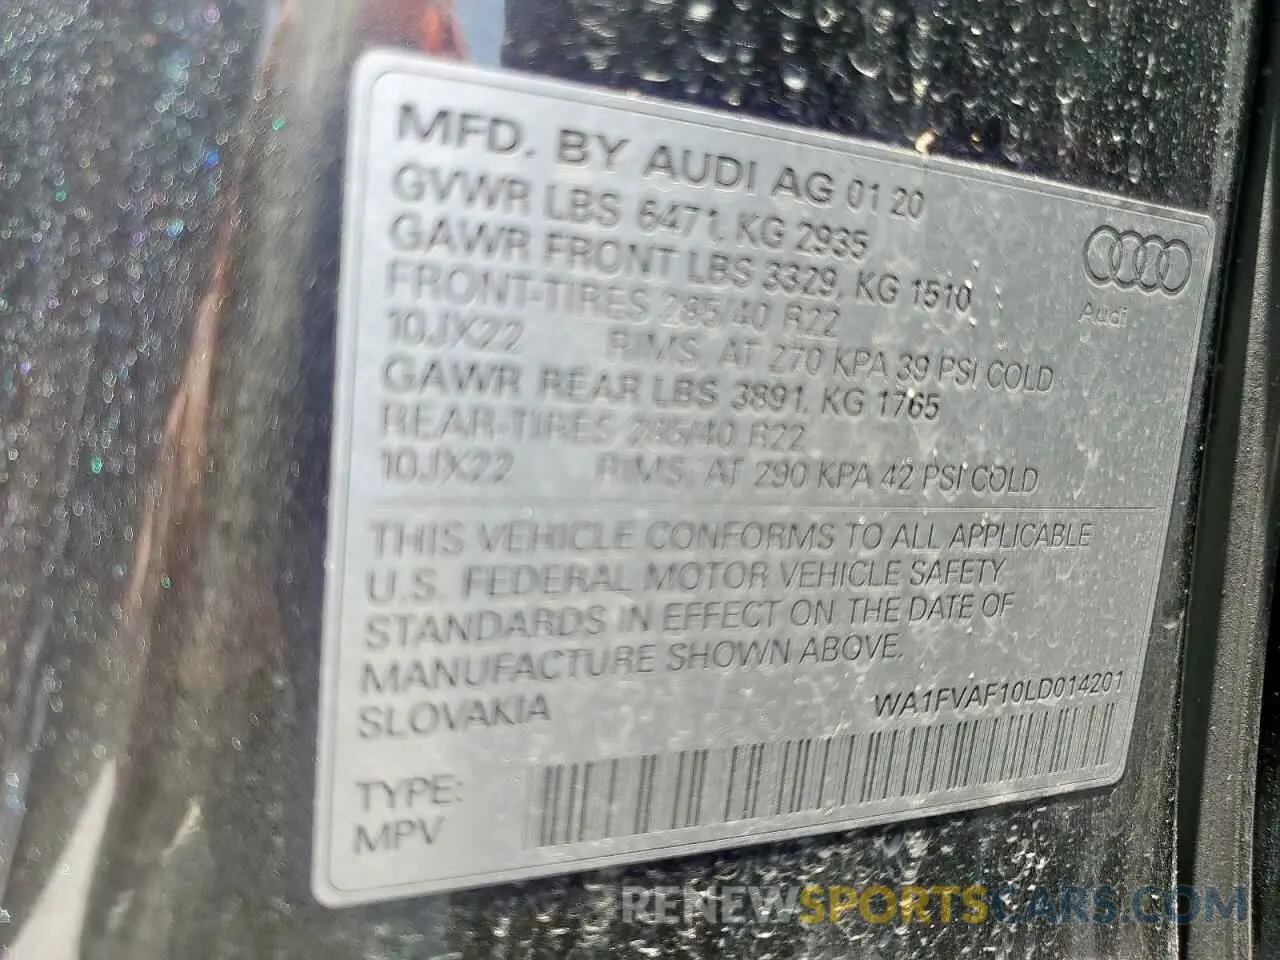 MFD. BY AUDI AG 01 20
GVWR LBS 6471, KG 2935
GAWR FRONT LBS 3329, KG 1510
FRONT-TIRES 285/40 R22
10JX22 RIMS, AT 270 KPA 39 PSI COLD
GAWR REAR LBS 3891, KG 1765
REAR-TIRES 285/40 R22
10JX22 RIMS, AT 290 KPA 42 PSI COLD
Audi
THIS VEHICLE CONFORMS TO ALL APPLICABLE
U.S. FEDERAL MOTOR VEHICLE SAFETY
STANDARDS IN EFFECT ON THE DATE OF
MANUFACTURE SHOWN ABOVE.
SLOVAKIA WA1FVAF10LD014201
TYPE:
MPV
RENEWSPORTSCARS.COM